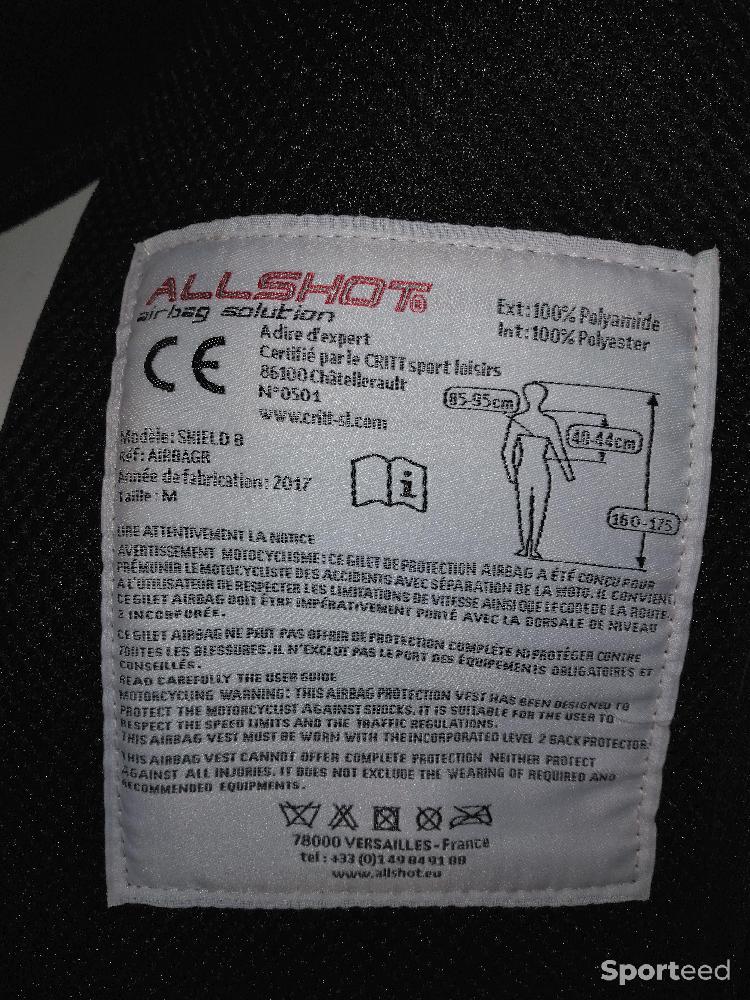 ALLSHOT®
airbag solution
Ext:100% Polyamide
Int:100% Polyester
CE
A dire d'expert
Certifié par le CRITT sport loisirs
86100 Châtellerault
N°0501
www.critt-sl.com
85-95cm
40-44cm
160-175
Modèle: SHIELD B
Réf: AIRBAGB
Année de fabrication: 2017
Taille: M
i
LIRE ATTENTIVEMENT LA NOTICE
AVERTISSEMENT MOTOCYCLISME: CE GILET DE PROTECTION AIRBAG A ÉTÉ CONÇU POUR
PRÉMUNIR LE MOTOCYCLISTE DES ACCIDENTS AVEC SÉPARATION DE LA MOTO. IL CONVIENT
A L'UTILISATEUR DE RESPECTER LES LIMITATIONS DE VITESSE AINSI QUE LE CODE DE LA ROUTE.
CE GILET AIRBAG DOIT ÊTRE IMPÉRATIVEMENT PORTÉ AVEC LA DORSALE DE NIVEAU
2 INCORPORÉE.
CE GILET AIRBAG NE PEUT PAS OFFRIR DE PROTECTION COMPLÈTE NI PROTÉGER CONTRE
TOUTES LES BLESSURES. IL N'EXCLUT PAS LE PORT DES ÉQUIPEMENTS OBLIGATOIRES ET
CONSEILLÉS.
READ CAREFULLY THE USER GUIDE
MOTORCYCLING WARNING: THIS AIRBAG PROTECTION VEST HAS BEEN DESIGNED TO
PROTECT THE MOTORCYCLIST AGAINST SHOCKS. IT IS SUITABLE FOR THE USER TO
RESPECT THE SPEED LIMITS AND THE TRAFFIC REGULATIONS.
THIS AIRBAG VEST MUST BE WORN WITH THE INCORPORATED LEVEL 2 BACK PROTECTOR.
THIS AIRBAG VEST CANNOT OFFER COMPLETE PROTECTION NEITHER PROTECT
AGAINST ALL INJURIES. IT DOES NOT EXCLUDE THE WEARING OF REQUIRED AND
RECOMMENDED EQUIPMENTS.
78000 VERSAILLES - France
tel : +33 (0)1 49 84 91 88
www.allshot.eu
Sporteed